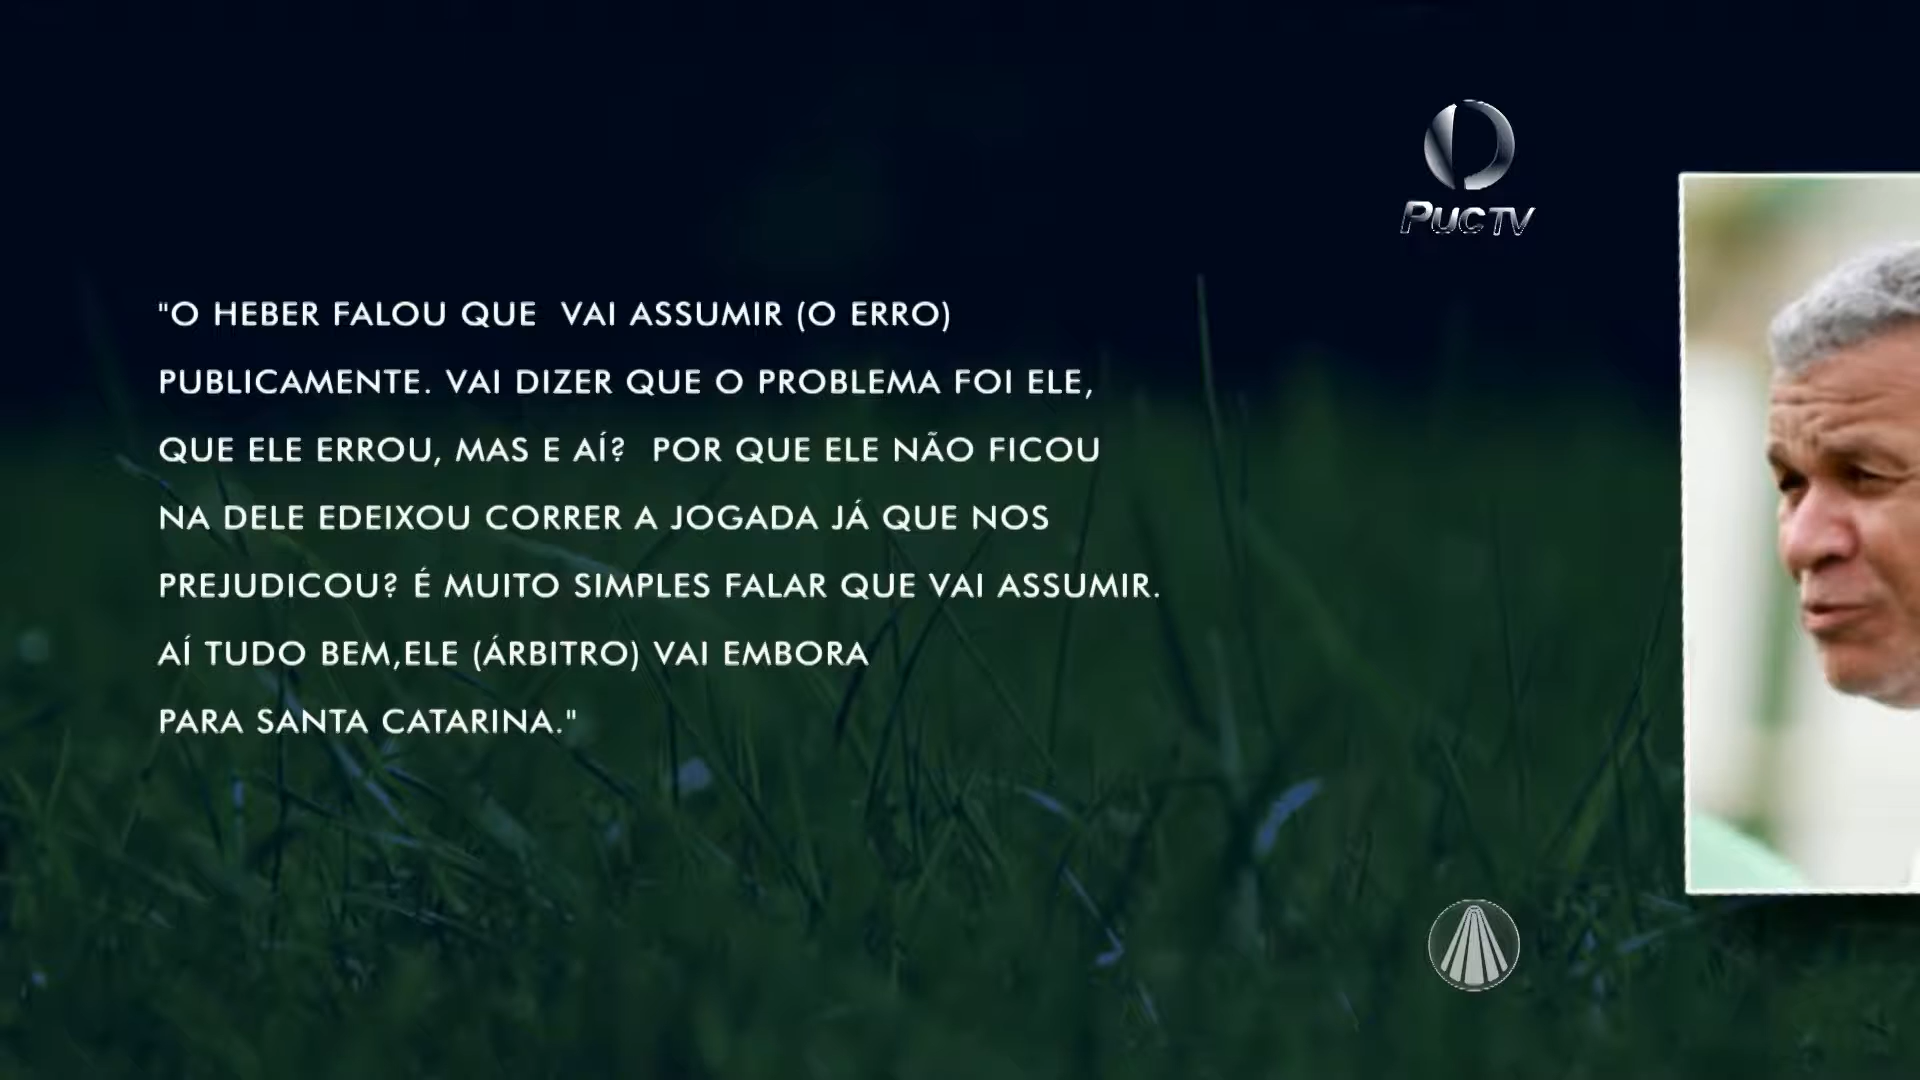 PUCTV
"O HEBER FALOU QUE  VAI ASSUMIR (O ERRO)
PUBLICAMENTE. VAI DIZER QUE O PROBLEMA FOI ELE,
QUE ELE ERROU, MAS E AÍ?  POR QUE ELE NÃO FICOU
NA DELE EDEIXOU CORRER A JOGADA JÁ QUE NOS
PREJUDICOU? É MUITO SIMPLES FALAR QUE VAI ASSUMIR.
AÍ TUDO BEM,ELE (ÁRBITRO) VAI EMBORA
PARA SANTA CATARINA."